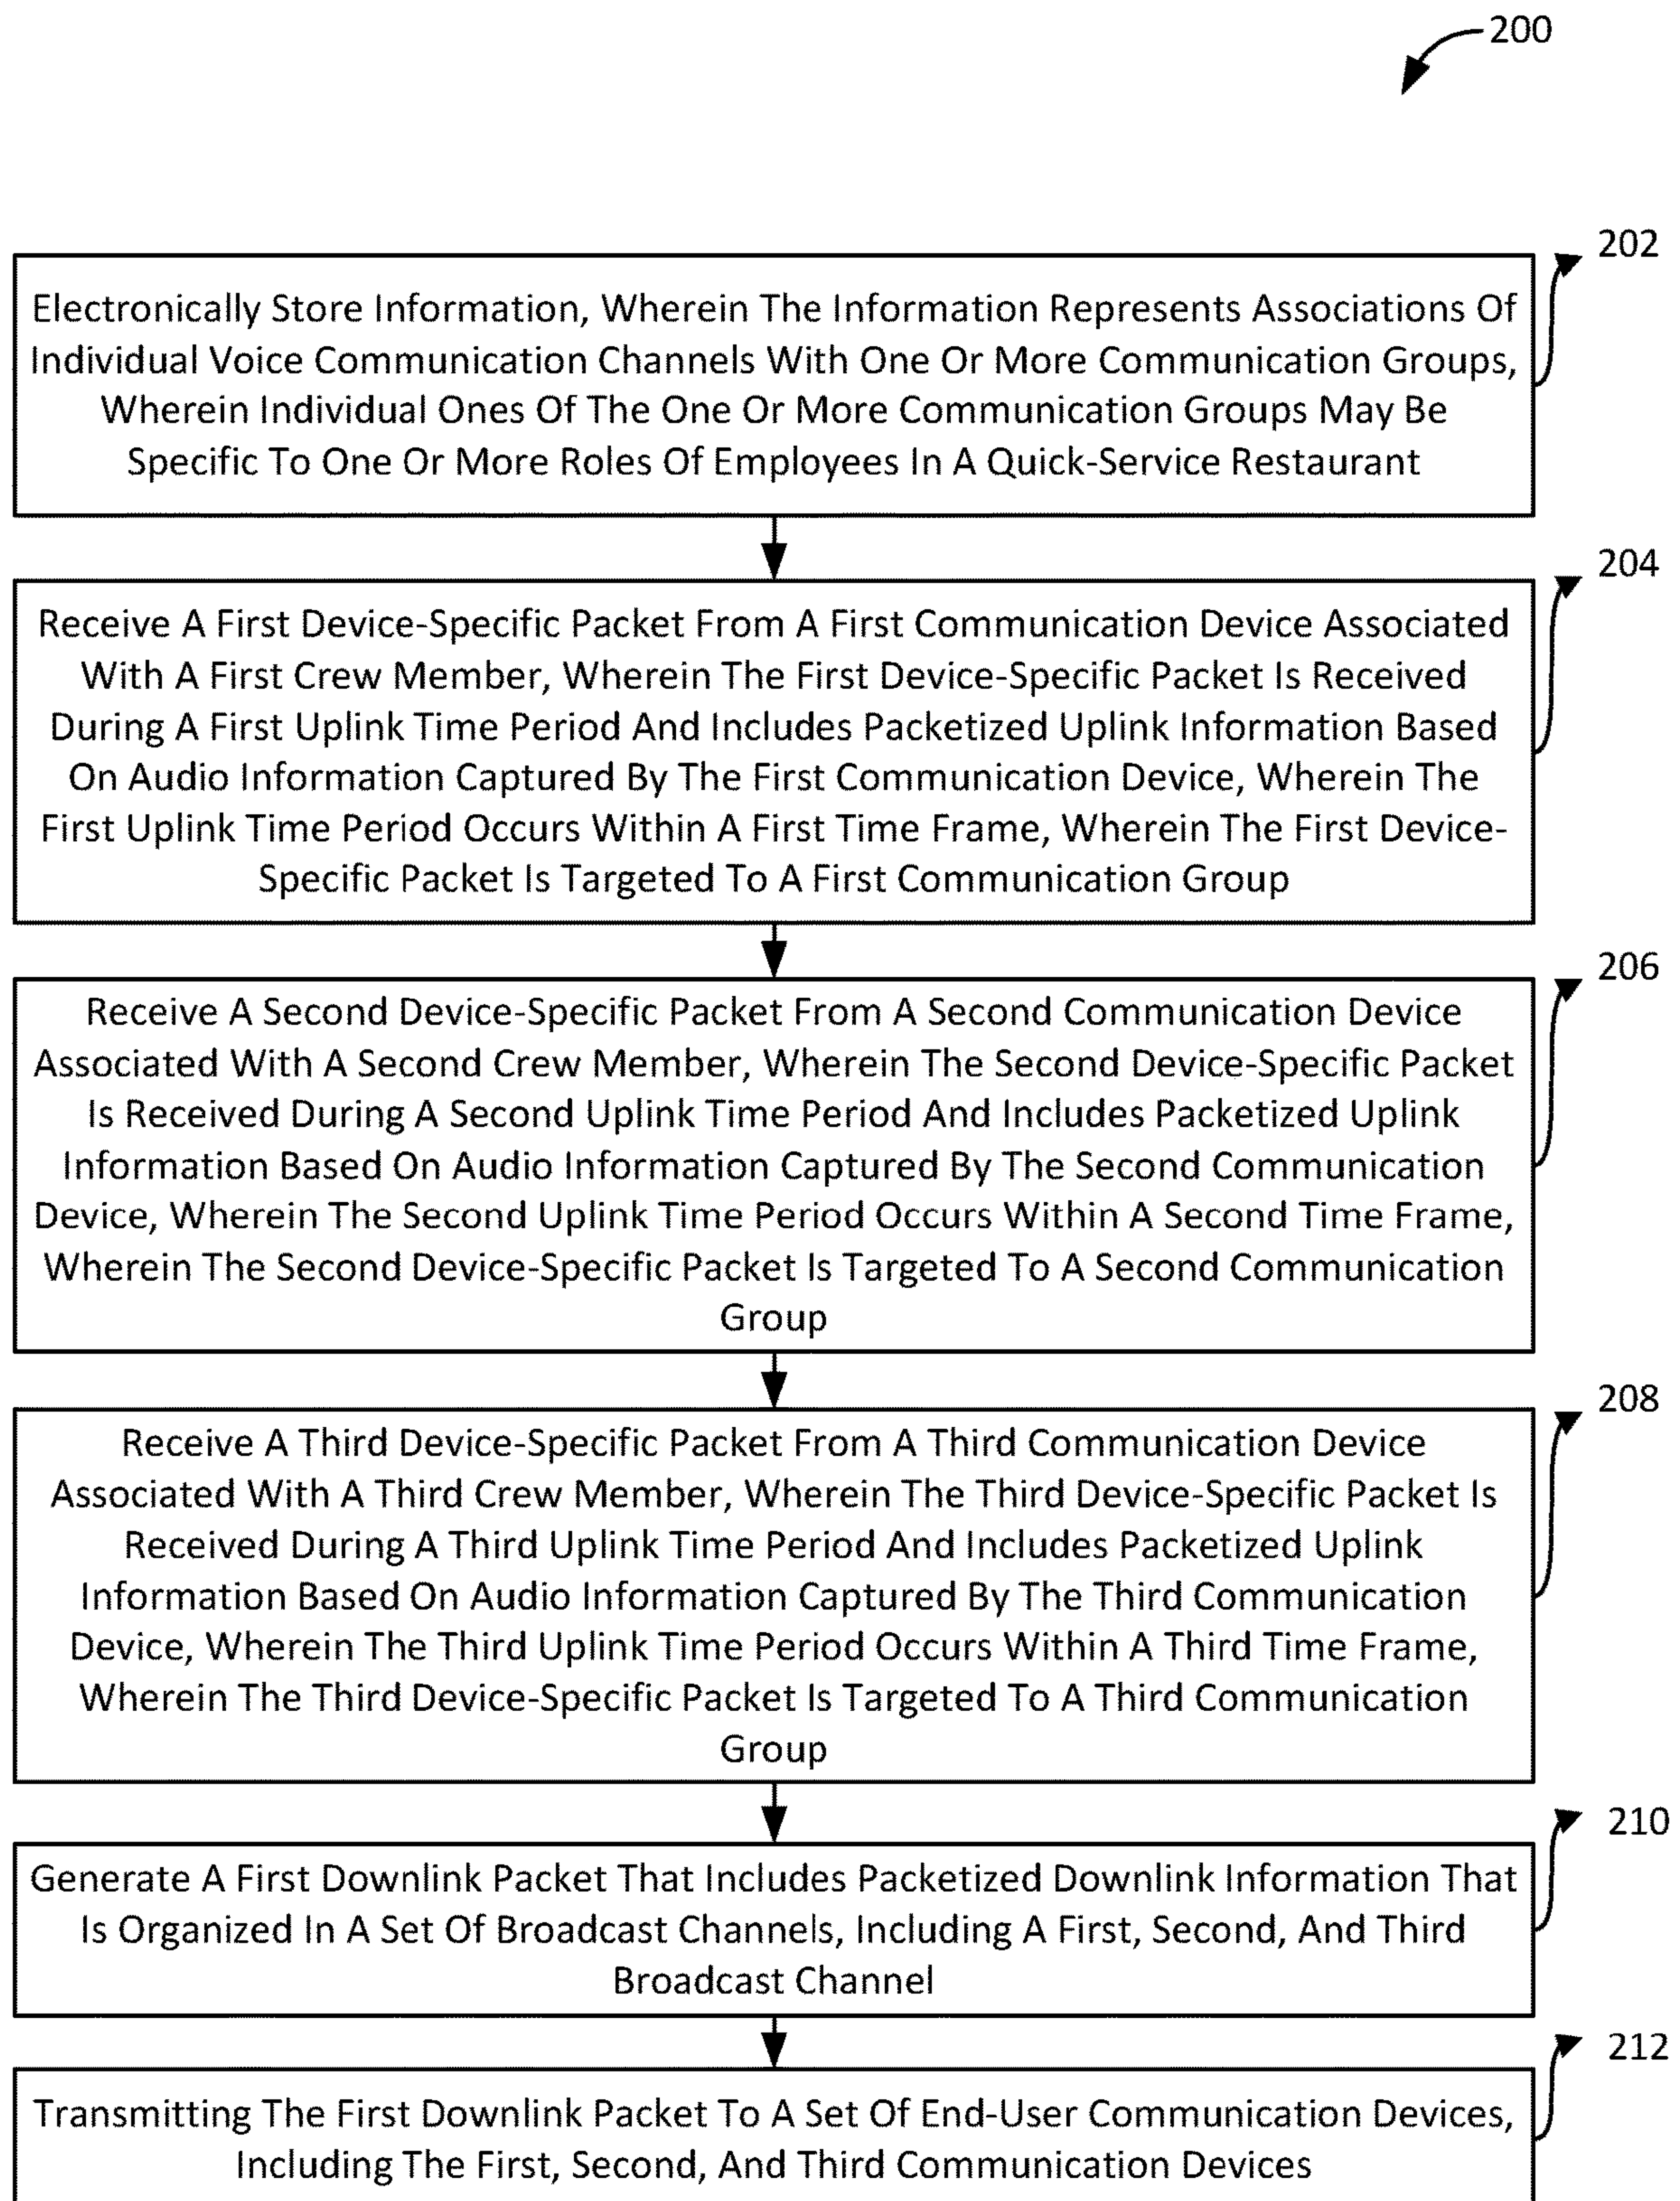 200
202
Electronically Store Information, Wherein The Information Represents Associations Of
Individual Voice Communication Channels With One Or More Communication Groups,
Wherein Individual Ones Of The One Or More Communication Groups May Be
Specific To One Or More Roles Of Employees In A Quick-Service Restaurant
204
Receive A First Device-Specific Packet From A First Communication Device Associated
With A First Crew Member, Wherein The First Device-Specific Packet Is Received
During A First Uplink Time Period And Includes Packetized Uplink Information Based
On Audio Information Captured By The First Communication Device, Wherein The
First Uplink Time Period Occurs Within A First Time Frame, Wherein The First Device-
Specific Packet Is Targeted To A First Communication Group
206
Receive A Second Device-Specific Packet From A Second Communication Device
Associated With A Second Crew Member, Wherein The Second Device-Specific Packet
Is Received During A Second Uplink Time Period And Includes Packetized Uplink
Information Based On Audio Information Captured By The Second Communication
Device, Wherein The Second Uplink Time Period Occurs Within A Second Time Frame,
Wherein The Second Device-Specific Packet Is Targeted To A Second Communication
Group
208
Receive A Third Device-Specific Packet From A Third Communication Device
Associated With A Third Crew Member, Wherein The Third Device-Specific Packet Is
Received During A Third Uplink Time Period And Includes Packetized Uplink
Information Based On Audio Information Captured By The Third Communication
Device, Wherein The Third Uplink Time Period Occurs Within A Third Time Frame,
Wherein The Third Device-Specific Packet Is Targeted To A Third Communication
Group
210
Generate A First Downlink Packet That Includes Packetized Downlink Information That
Is Organized In A Set Of Broadcast Channels, Including A First, Second, And Third
Broadcast Channel
212
Transmitting The First Downlink Packet To A Set Of End-User Communication Devices,
Including The First, Second, And Third Communication Devices